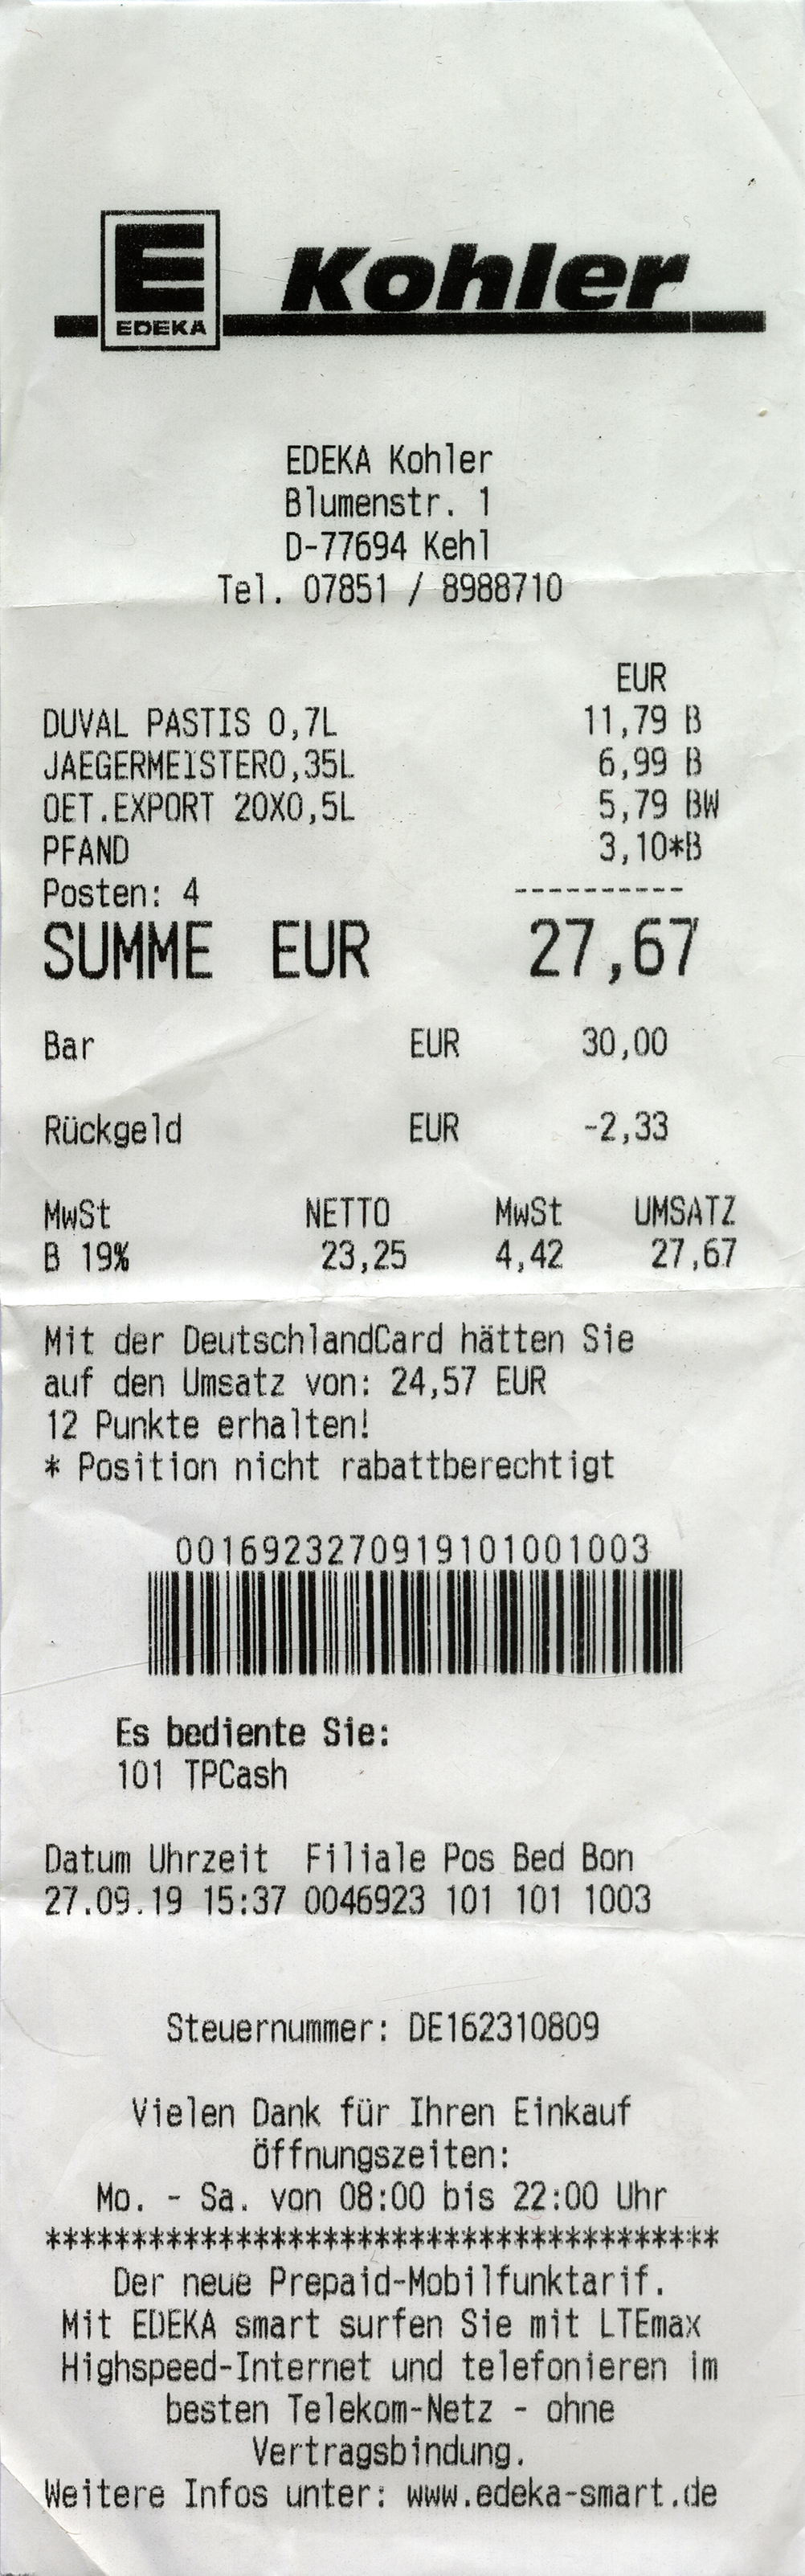 E
EDEKA
Kohler
EDEKA Kohler
Blumenstr. 1
D-77694 Kehl
Tel. 07851 / 8988710
EUR
DUVAL PASTIS 0,7L 11,79 B
JAEGERMEISTER0,35L 6,99 B
OET.EXPORT 20X0,5L 5,79 BW
PFAND 3,10*B
Posten: 4 ----------
SUMME EUR 27,67
Bar EUR 30,00
Rückgeld EUR -2,33
MwSt NETTO MwSt UMSATZ
B 19% 23,25 4,42 27,67
Mit der DeutschlandCard hätten Sie
auf den Umsatz von: 24,57 EUR
12 Punkte erhalten!
* Position nicht rabattberechtigt
0016923270919101001003
Es bediente Sie:
101 TPCash
Datum Uhrzeit Filiale Pos Bed Bon
27.09.19 15:37 0046923 101 101 1003
Steuernummer: DE162310809
Vielen Dank für Ihren Einkauf
Öffnungszeiten:
Mo. - Sa. von 08:00 bis 22:00 Uhr
***************************************
Der neue Prepaid-Mobilfunktarif.
Mit EDEKA smart surfen Sie mit LTEmax
Highspeed-Internet und telefonieren im
besten Telekom-Netz - ohne
Vertragsbindung.
Weitere Infos unter: www.edeka-smart.de